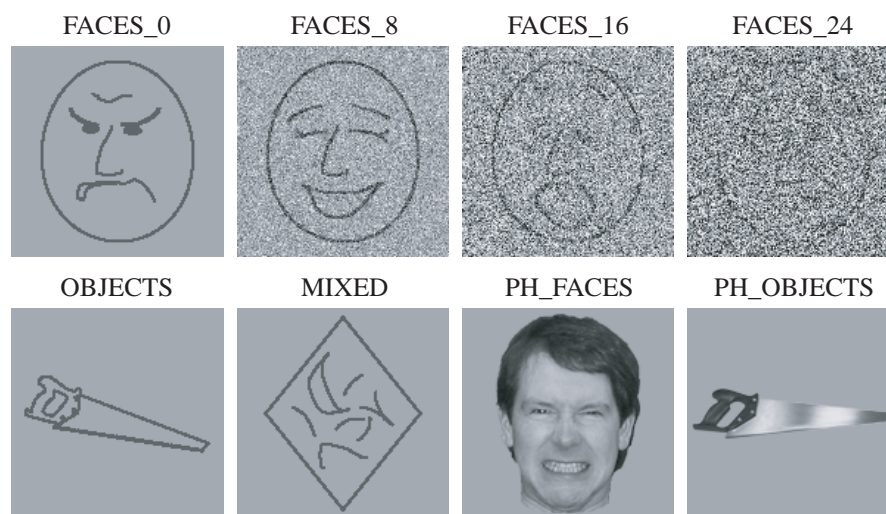 FACES_0 FACES_8 FACES_16 FACES_24
OBJECTS MIXED PH_FACES PH_OBJECTS